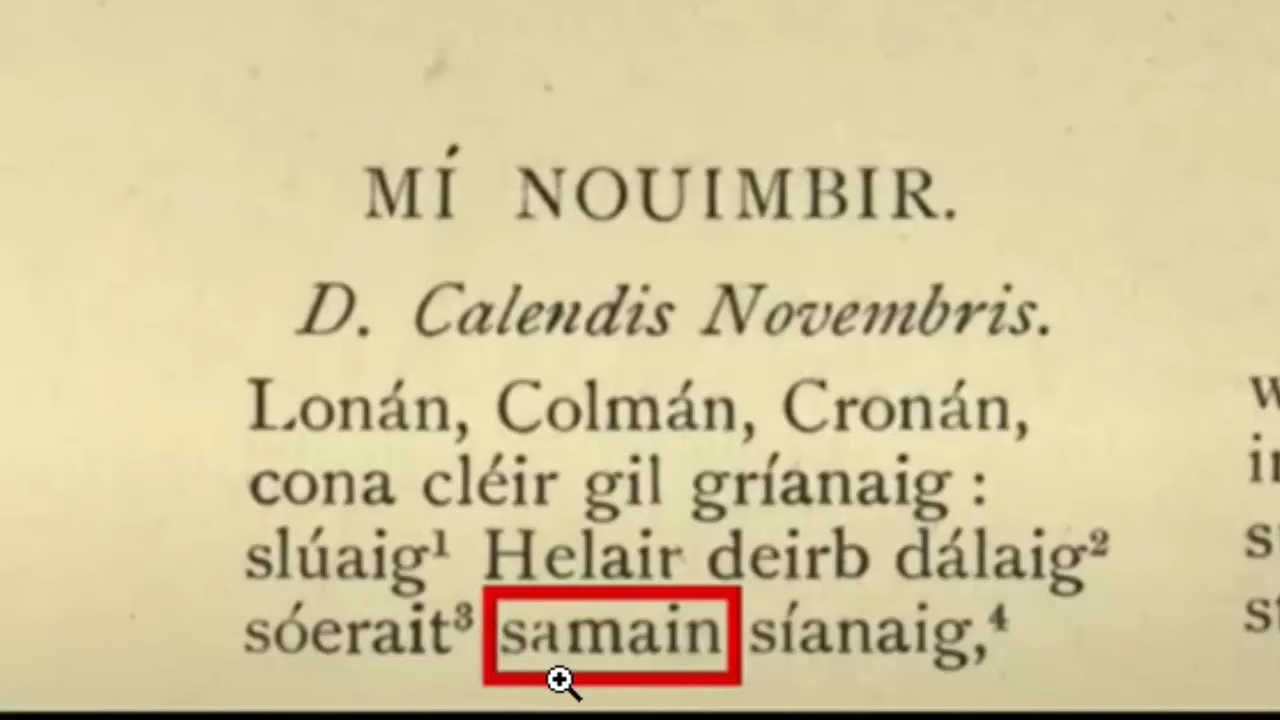 MÍ NOUIMBIR.
D. Calendis Novembris.
Lonán, Colmán, Cronán,
cona cléir gil gríanaig :
slúaig¹ Helair deirb dálaig²
sóerait³ samain síanaig,⁴